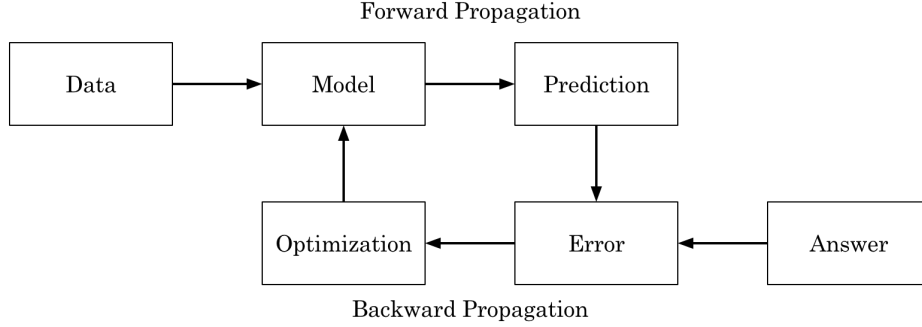 Forward Propagation
Data
Model
Prediction
Optimization
Error
Answer
Backward Propagation